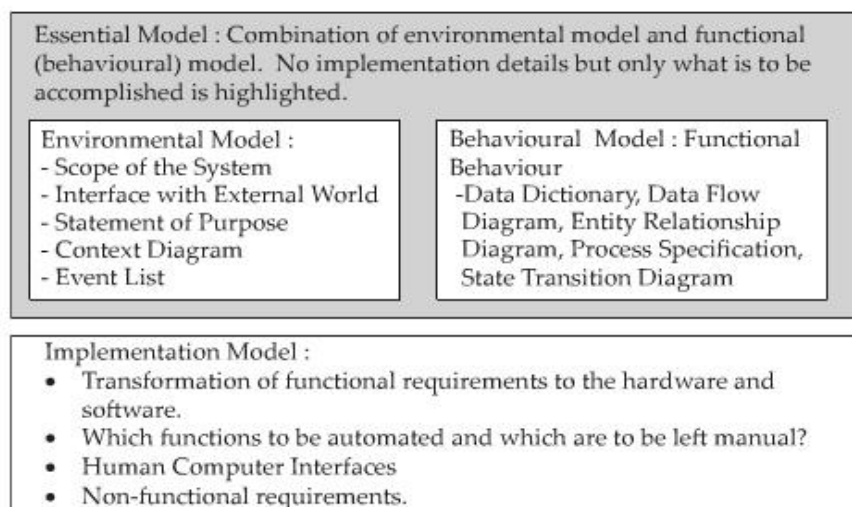 Essential Model : Combination of environmental model and functional
(behavioural) model. No implementation details but only what is to be
accomplished is highlighted.
Environmental Model :
- Scope of the System
- Interface with External World
- Statement of Purpose
- Context Diagram
- Event List
Behavioural Model : Functional
Behaviour
-Data Dictionary, Data Flow
Diagram, Entity Relationship
Diagram, Process Specification,
State Transition Diagram
Implementation Model :
• Transformation of functional requirements to the hardware and
software.
• Which functions to be automated and which are to be left manual?
• Human Computer Interfaces
• Non-functional requirements.